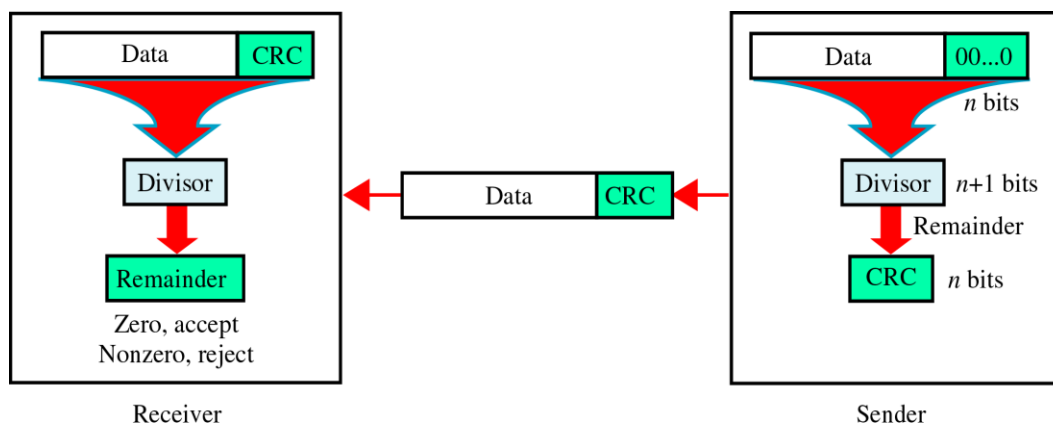 Data CRC
Divisor
Remainder
Zero, accept
Nonzero, reject
Receiver
Data CRC
Data 00...0
n bits
Divisor n+1 bits
Remainder
CRC n bits
Sender